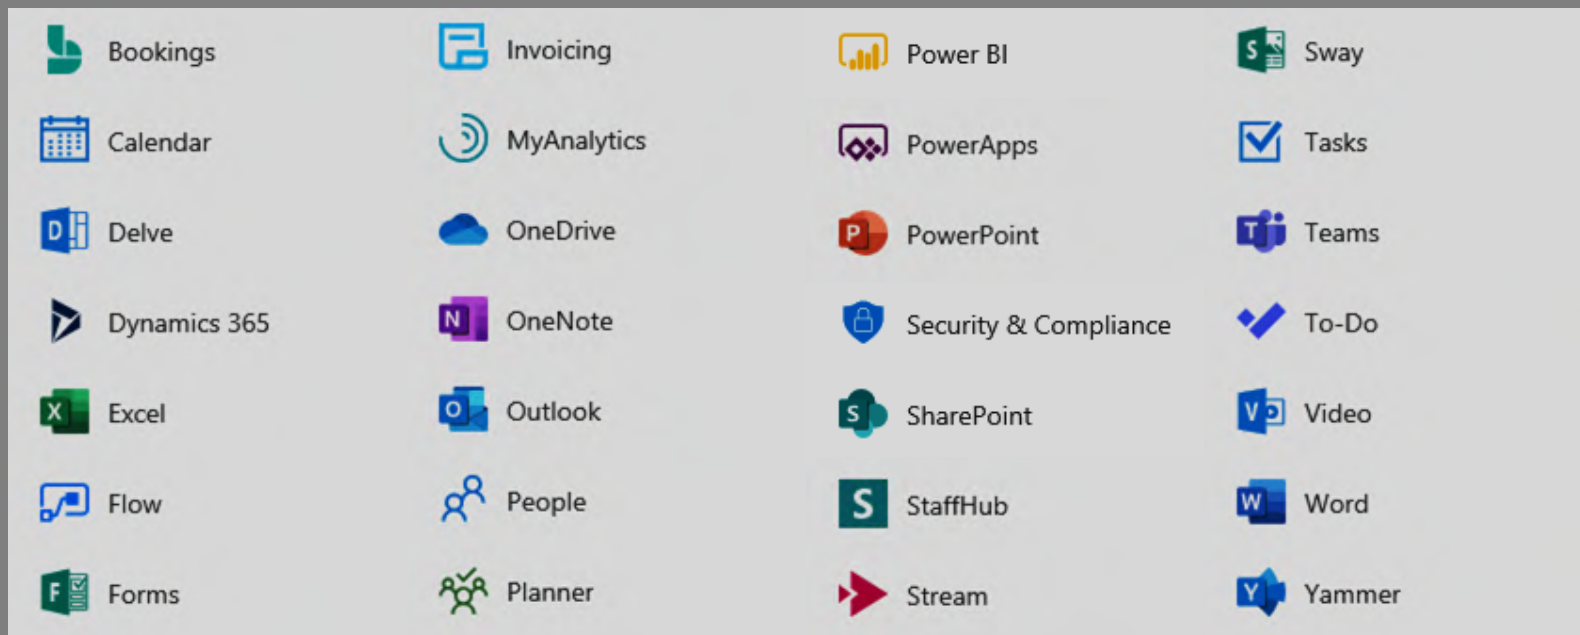 Bookings
Calendar
Delve
Dynamics 365
Excel
Flow
Forms
Invoicing
MyAnalytics
OneDrive
OneNote
Outlook
People
Planner
Power BI
PowerApps
PowerPoint
Security & Compliance
SharePoint
StaffHub
Stream
Sway
Tasks
Teams
To-Do
Video
Word
Yammer